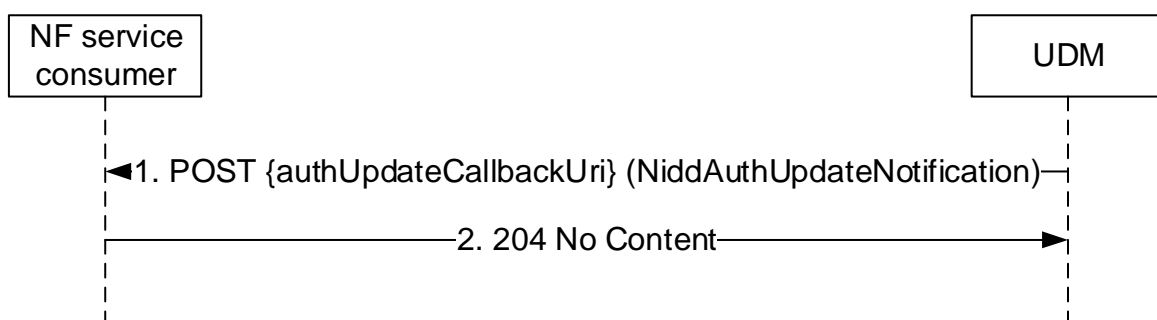 NF service
consumer
UDM
1. POST {authUpdateCallbackUri} (NiddAuthUpdateNotification)
2. 204 No Content